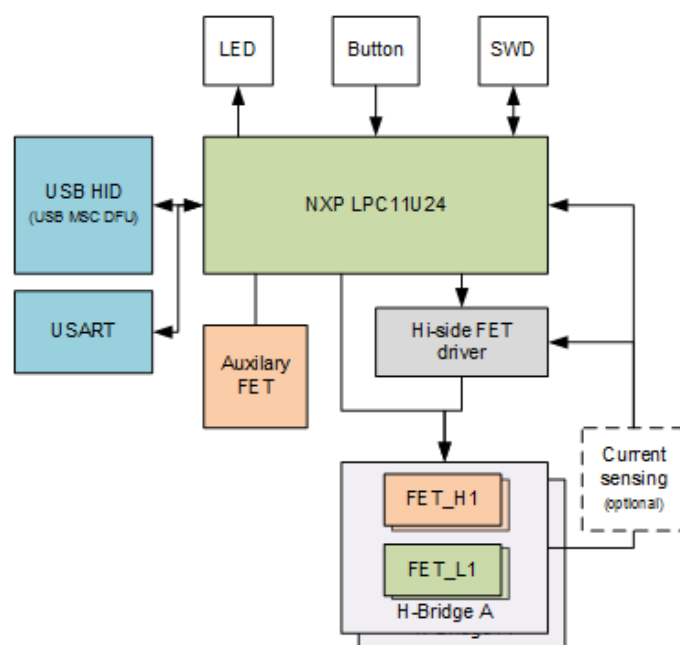 LED
Button
SWD
USB HID
(USB MSC DFU)
NXP LPC11U24
USART
Auxilary
FET
Hi-side FET
driver
Current
sensing
(optional)
FET_H1
FET_L1
H-Bridge A